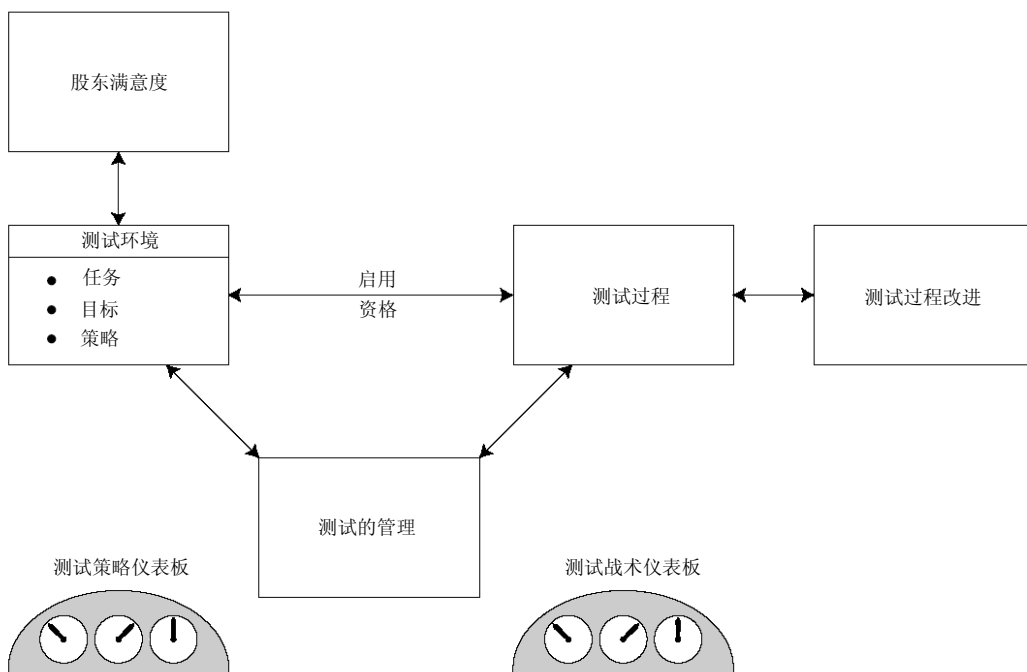 股东满意度
测试环境
任务
目标
策略
启用
资格
测试过程
测试过程改进
测试的管理
测试策略仪表板
测试战术仪表板